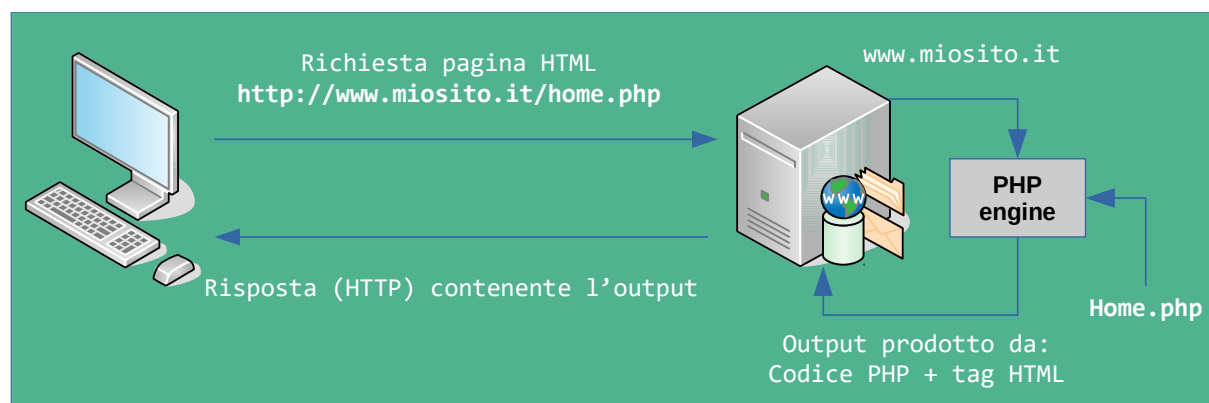 Richiesta pagina HTML
http://www.miosito.it/home.php
www.miosito.it
PHP
engine
www
Risposta (HTTP) contenente l’output
Home.php
Output prodotto da:
Codice PHP + tag HTML